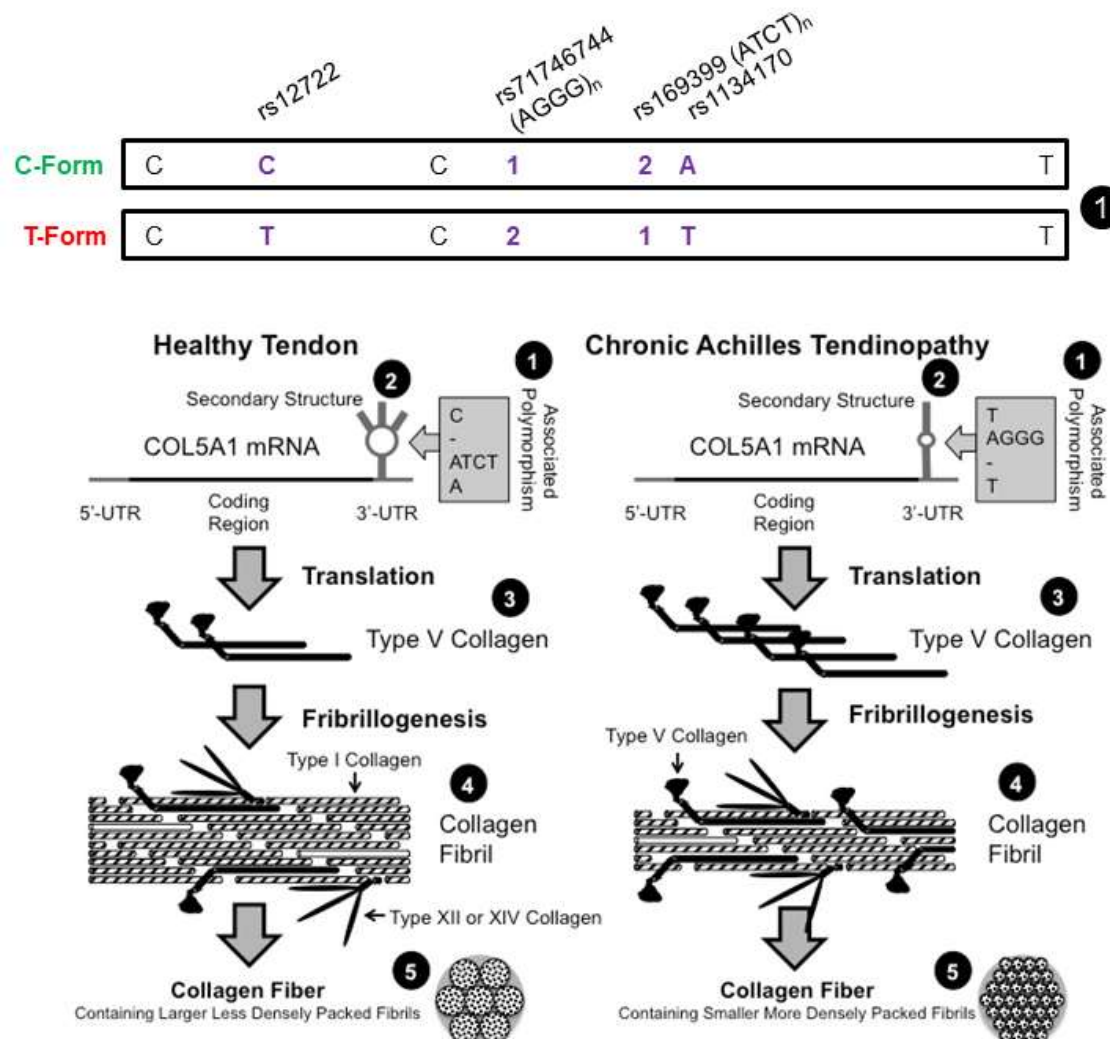 rs12722
rs71746744
(AGGG)n
rs169399 (ATCT)n
rs1134170
C-Form C C C 1 2 A T
T-Form C T C 2 1 T T
1
Healthy Tendon
2
1
Secondary Structure
COL5A1 mRNA
C
-
ATCT
A
Associated
Polymorphism
5'-UTR
Coding
Region
3'-UTR
Translation
3
Type V Collagen
Fribrillogenesis
Type I Collagen
4
Collagen
Fibril
Type XII or XIV Collagen
5
Collagen Fiber
Containing Larger Less Densely Packed Fibrils
Chronic Achilles Tendinopathy
2
1
Secondary Structure
COL5A1 mRNA
T
AGGG
-
T
Associated
Polymorphism
5'-UTR
Coding
Region
3'-UTR
Translation
3
Type V Collagen
Fribrillogenesis
Type V Collagen
4
Collagen
Fibril
5
Collagen Fiber
Containing Smaller More Densely Packed Fibrils